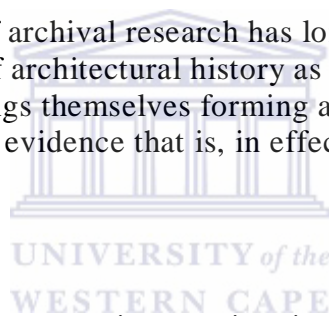 f archival research has lo
f architectural history as
gs themselves forming a
evidence that is, in effec
UNIVERSITY of the
WESTERN CAPE